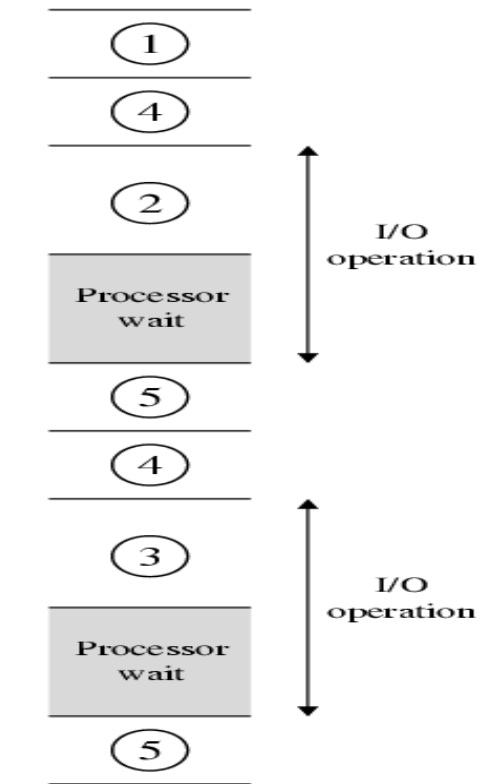 1
4
2
I/O
operation
Processor
wait
5
4
3
I/O
operation
Processor
wait
5